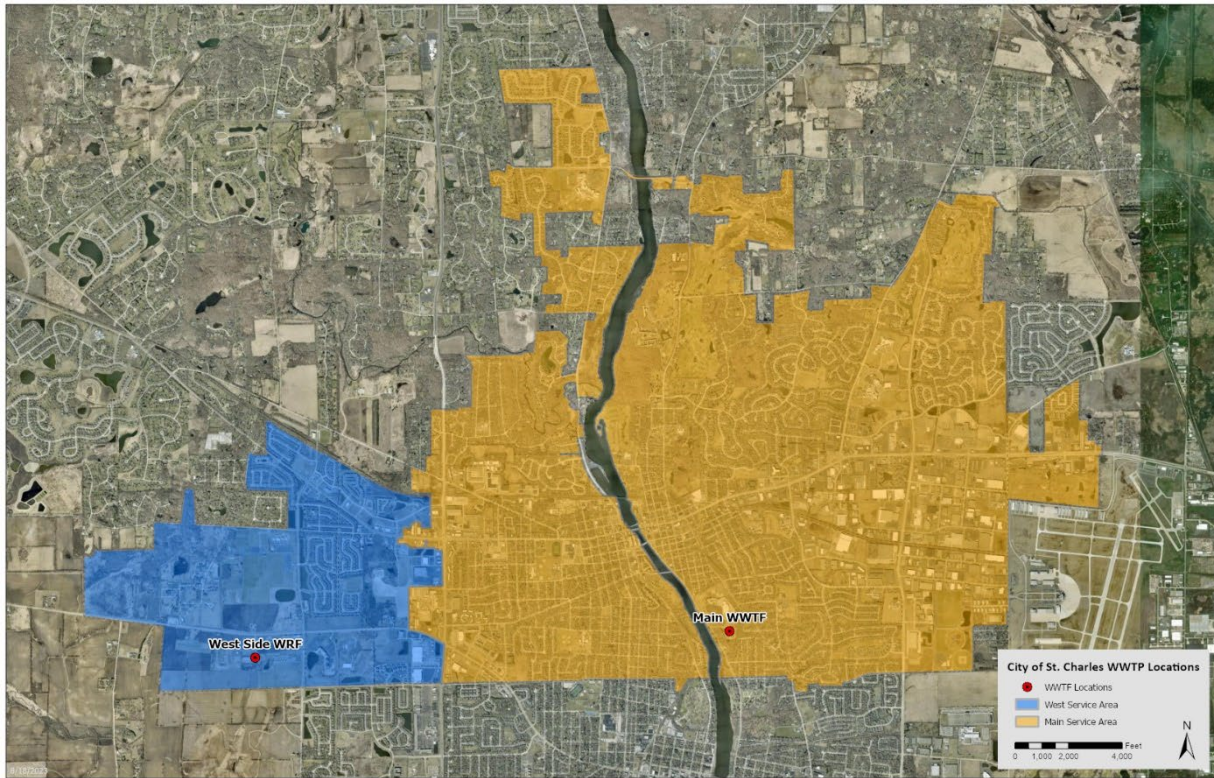 West Side WRF
Main WWTF
City of St. Charles WWTP Locations
WWTF Locations
West Service Area
Main Service Area
N
Feet
0 1,000 2,000 4,000